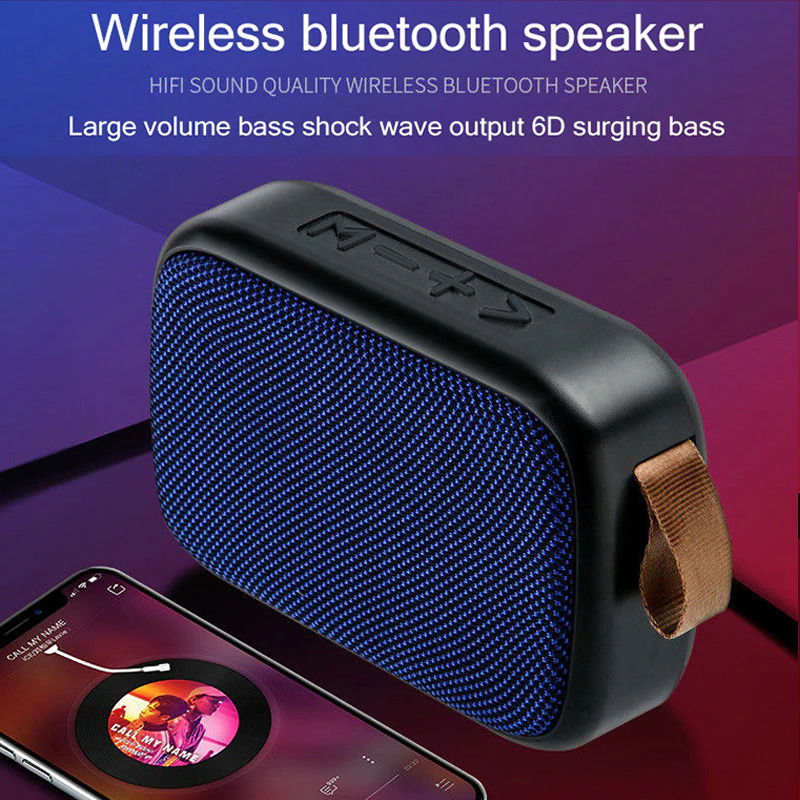 Wireless bluetooth speaker
HIFI SOUND QUALITY WIRELESS BLUETOOTH SPEAKER
Large volume bass shock wave output 6D surging bass
M − + >
CALL MY NAME
CALL MY NAME